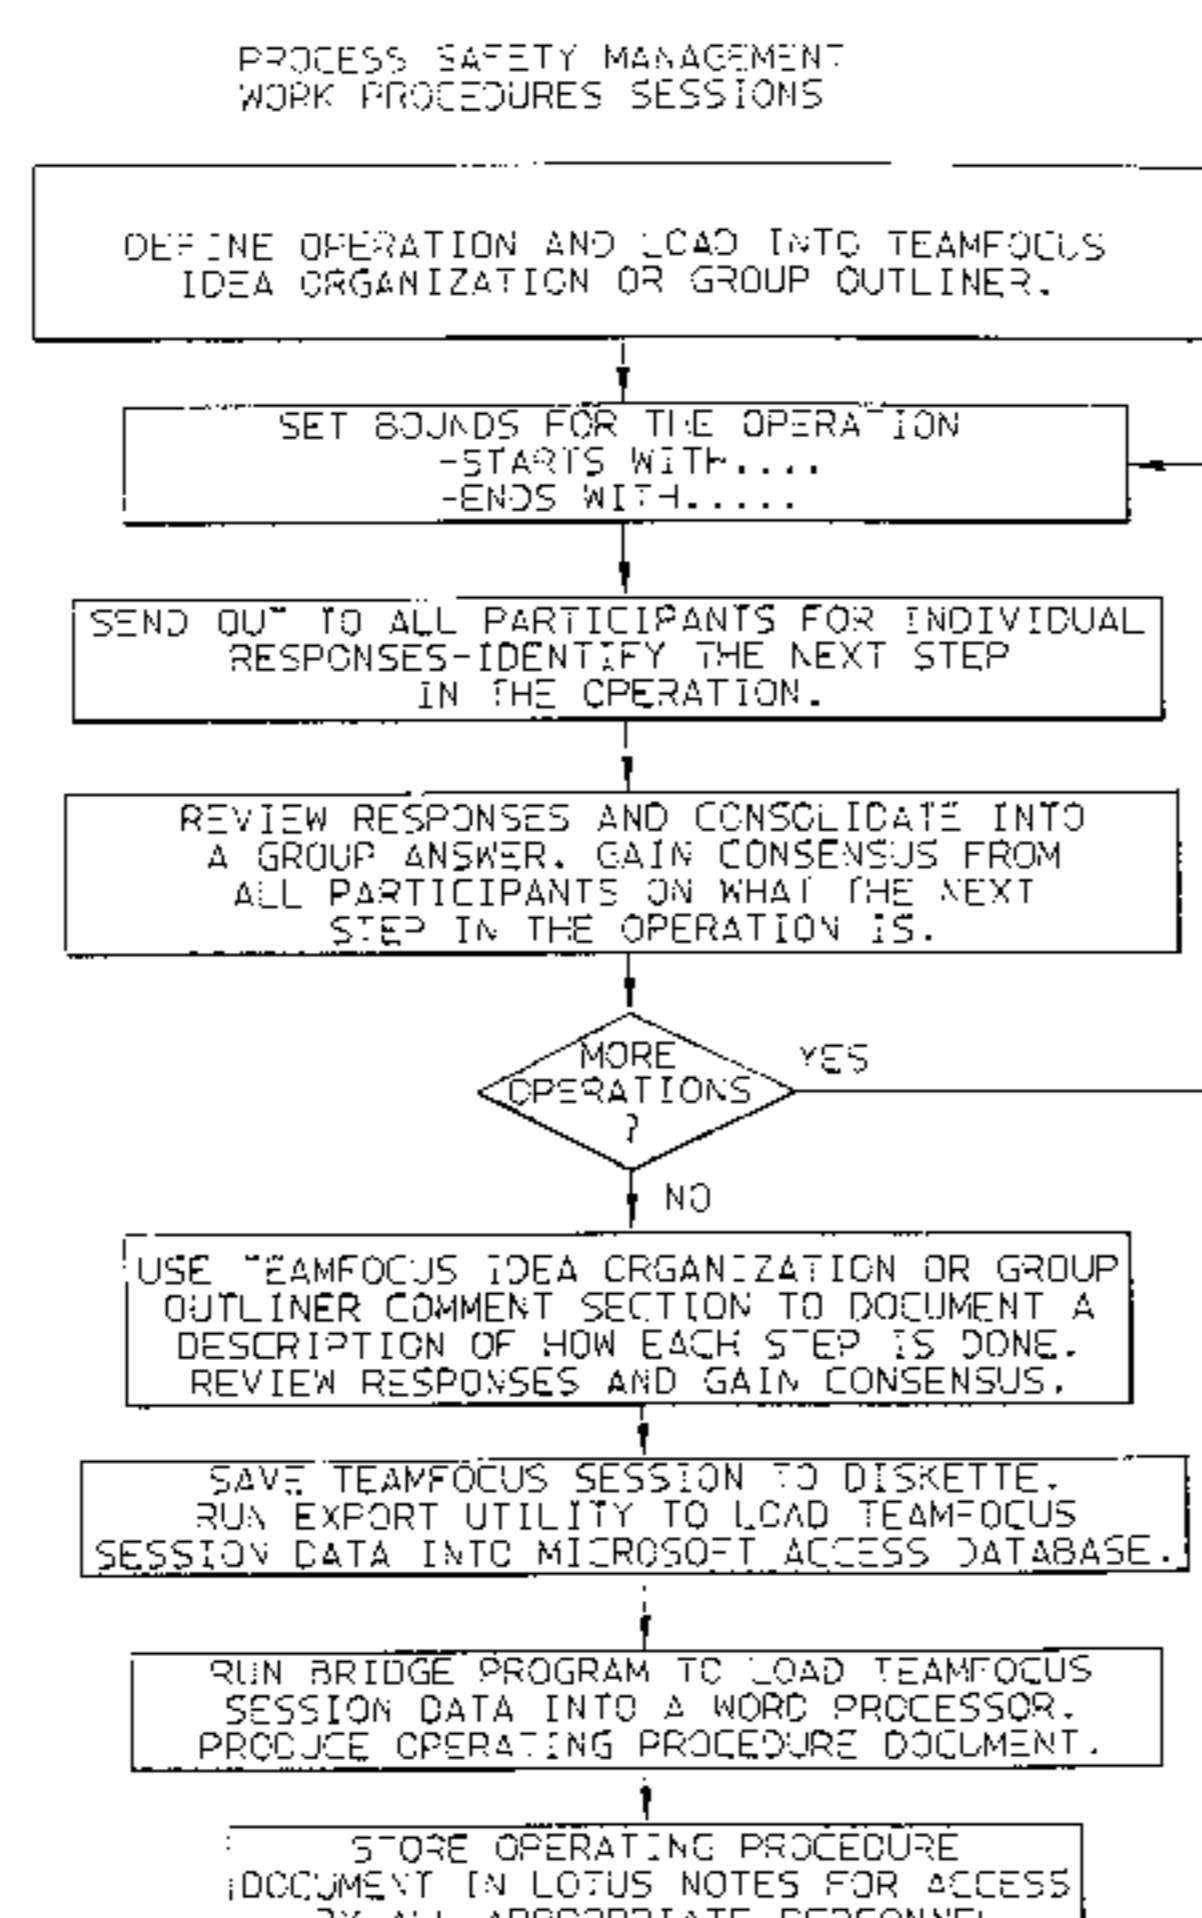 PROCESS SAFETY MANAGEMENT
WORK PROCEDURES SESSIONS
DEFINE OPERATION AND LOAD INTO TEAMFOCUS
IDEA ORGANIZATION OR GROUP OUTLINER.
SET BOUNDS FOR THE OPERATION
-STARTS WITH....
-ENDS WITH.....
SEND OUT TO ALL PARTICIPANTS FOR INDIVIDUAL
RESPONSES-IDENTIFY THE NEXT STEP
IN THE OPERATION.
REVIEW RESPONSES AND CONSOLIDATE INTO
A GROUP ANSWER. GAIN CONSENSUS FROM
ALL PARTICIPANTS ON WHAT THE NEXT
STEP IN THE OPERATION IS.
MORE
OPERATIONS
?
YES
NO
USE TEAMFOCUS IDEA ORGANIZATION OR GROUP
OUTLINER COMMENT SECTION TO DOCUMENT A
DESCRIPTION OF HOW EACH STEP IS DONE.
REVIEW RESPONSES AND GAIN CONSENSUS.
SAVE TEAMFOCUS SESSION TO DISKETTE.
RUN EXPORT UTILITY TO LOAD TEAMFOCUS
SESSION DATA INTO MICROSOFT ACCESS DATABASE.
RUN BRIDGE PROGRAM TO LOAD TEAMFOCUS
SESSION DATA INTO A WORD PROCESSOR.
PRODUCE OPERATING PROCEDURE DOCUMENT.
STORE OPERATING PROCEDURE
DOCUMENT IN LOTUS NOTES FOR ACCESS
BY ALL APPROPRIATE PERSONNEL